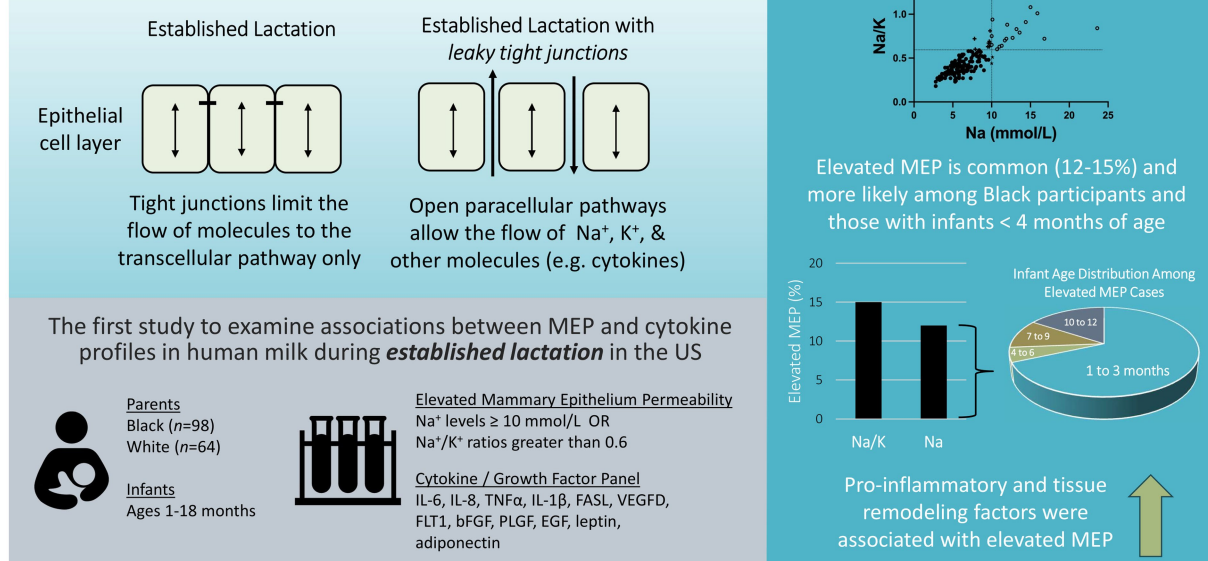 Established Lactation
Established Lactation with
leaky tight junctions
Epithelial
cell layer
Tight junctions limit the
flow of molecules to the
transcellular pathway only
Open paracellular pathways
allow the flow of Na⁺, K⁺, &
other molecules (e.g. cytokines)
The first study to examine associations between MEP and cytokine
profiles in human milk during established lactation in the US
Parents
Black (n=98)
White (n=64)
Infants
Ages 1-18 months
Elevated Mammary Epithelium Permeability
Na⁺ levels ≥ 10 mmol/L OR
Na⁺/K⁺ ratios greater than 0.6
Cytokine / Growth Factor Panel
IL-6, IL-8, TNFα, IL-1β, FASL, VEGFD,
FLT1, bFGF, PLGF, EGF, leptin,
adiponectin
Na/K
1.0
0.5
0.0
0 5 10 15 20 25
Na (mmol/L)
Elevated MEP is common (12-15%) and
more likely among Black participants and
those with infants < 4 months of age
Elevated MEP (%)
20
15
10
5
0
Na/K Na
Infant Age Distribution Among
Elevated MEP Cases
10 to 12
7 to 9
4 to 6
1 to 3 months
Pro-inflammatory and tissue
remodeling factors were
associated with elevated MEP